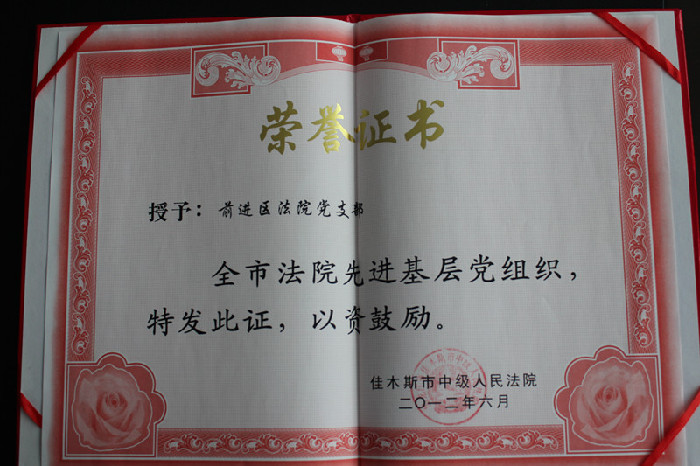 荣誉证书
授予：前进区法院党支部
全市法院先进基层党组织，
特发此证，以资鼓励。
佳木斯市中级人民法院
二〇一二年六月